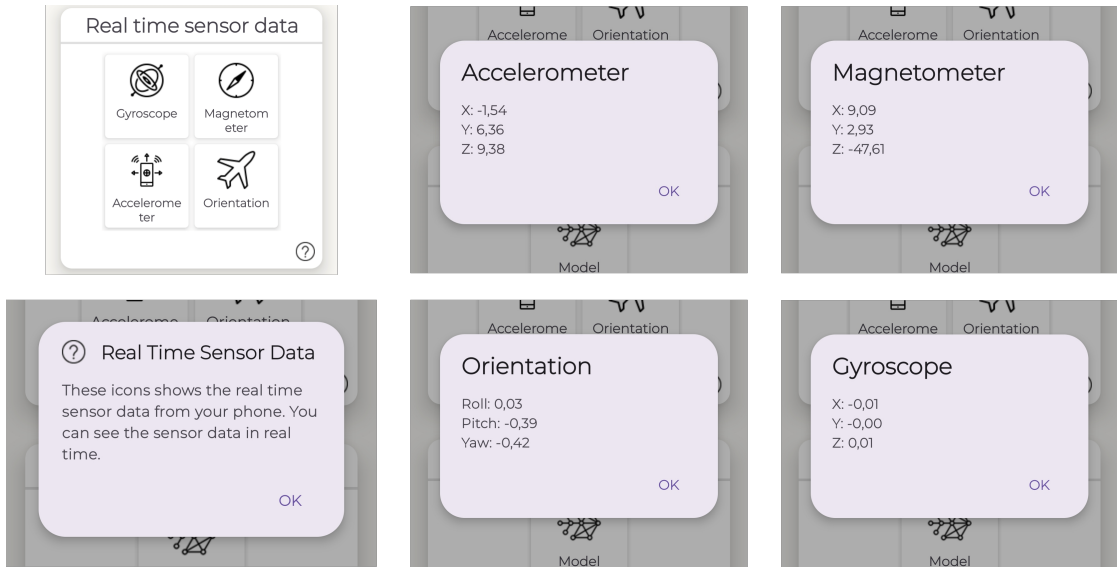 Real time sensor data
Gyroscope
Magnetom
eter
Accelerome
ter
Orientation
Accelerome Orientation
Accelerometer
X: -1,54
Y: 6,36
Z: 9,38
OK
Model
Accelerome Orientation
Magnetometer
X: 9,09
Y: 2,93
Z: -47,61
OK
Model
Accelerome Orientation
Real Time Sensor Data
These icons shows the real time
sensor data from your phone. You
can see the sensor data in real
time.
OK
Accelerome Orientation
Orientation
Roll: 0,03
Pitch: -0,39
Yaw: -0,42
OK
Model
Accelerome Orientation
Gyroscope
X: -0,01
Y: -0,00
Z: 0,01
OK
Model